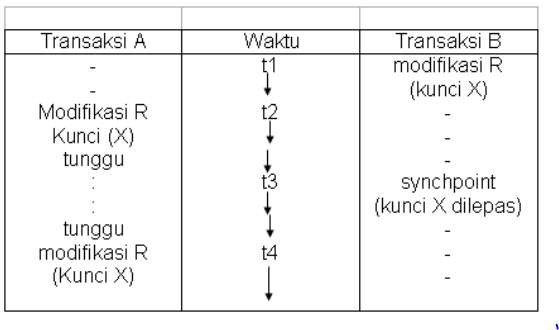 Transaksi A Waktu Transaksi B
- t1 modifikasi R
- (kunci X)
Modifikasi R t2 -
Kunci (X) -
tunggu -
: t3 synchpoint
: (kunci X dilepas)
tunggu -
modifikasi R t4 -
(Kunci X) -